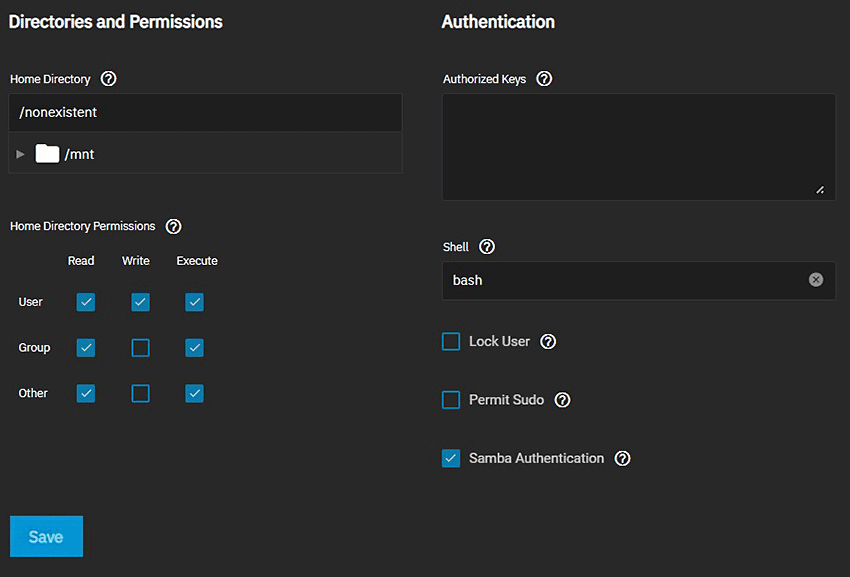 Directories and Permissions
Home Directory
/nonexistent
/mnt
Home Directory Permissions
Read Write Execute
User
Group
Other
Save
Authentication
Authorized Keys
Shell
bash
Lock User
Permit Sudo
Samba Authentication